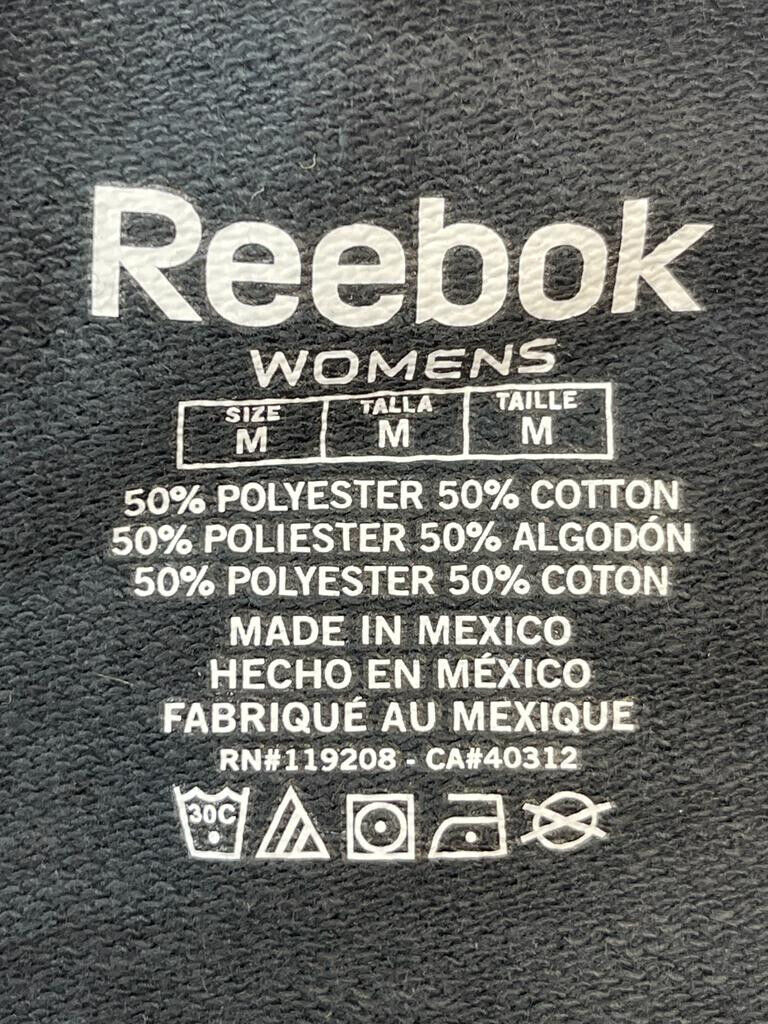 Reebok
WOMENS
SIZE TALLA TAILLE
M M M
50% POLYESTER 50% COTTON
50% POLIESTER 50% ALGODÓN
50% POLYESTER 50% COTON
MADE IN MEXICO
HECHO EN MÉXICO
FABRIQUÉ AU MEXIQUE
RN#119208 - CA#40312
30C